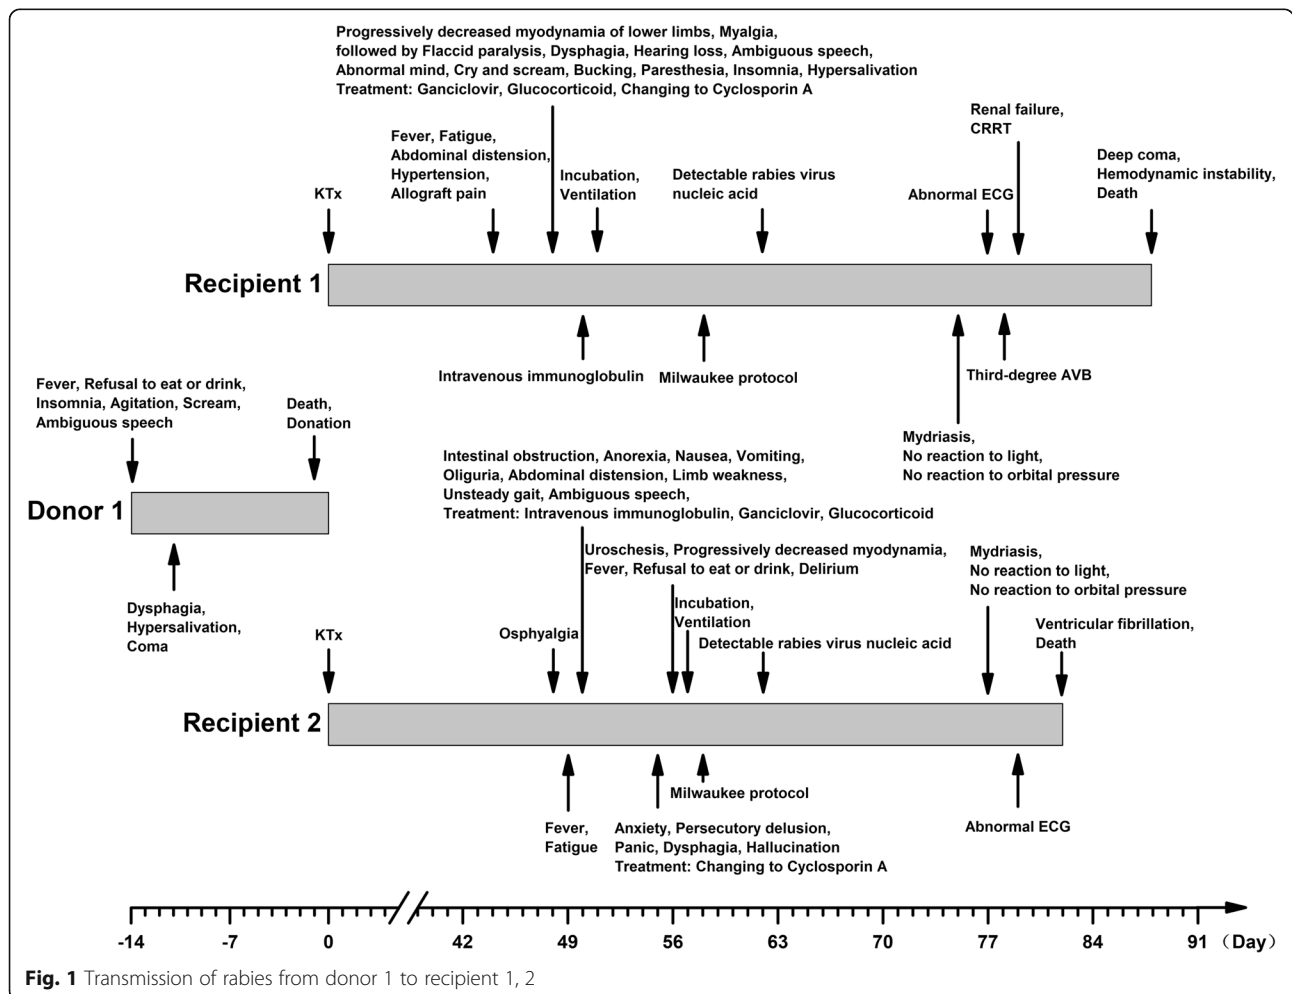 Progressively decreased myodynamia of lower limbs, Myalgia,
followed by Flaccid paralysis, Dysphagia, Hearing loss, Ambiguous speech,
Abnormal mind, Cry and scream, Bucking, Paresthesia, Insomnia, Hypersalivation
Treatment: Ganciclovir, Glucocorticoid, Changing to Cyclosporin A
Fever, Fatigue,
Abdominal distension,
Hypertension,
Allograft pain
KTx
Incubation,
Ventilation
Detectable rabies virus
nucleic acid
Abnormal ECG
Renal failure,
CRRT
Deep coma,
Hemodynamic instability,
Death
Recipient 1
Intravenous immunoglobulin
Milwaukee protocol
Third-degree AVB
Mydriasis,
No reaction to light,
No reaction to orbital pressure
Fever, Refusal to eat or drink,
Insomnia, Agitation, Scream,
Ambiguous speech
Death,
Donation
Donor 1
Dysphagia,
Hypersalivation,
Coma
Intestinal obstruction, Anorexia, Nausea, Vomiting,
Oliguria, Abdominal distension, Limb weakness,
Unsteady gait, Ambiguous speech,
Treatment: Intravenous immunoglobulin, Ganciclovir, Glucocorticoid
Uroschesis, Progressively decreased myodynamia,
Fever, Refusal to eat or drink, Delirium
Incubation,
Ventilation
KTx
Osphyalgia
Detectable rabies virus nucleic acid
Mydriasis,
No reaction to light,
No reaction to orbital pressure
Ventricular fibrillation,
Death
Recipient 2
Fever,
Fatigue
Anxiety, Persecutory delusion,
Panic, Dysphagia, Hallucination
Treatment: Changing to Cyclosporin A
Milwaukee protocol
Abnormal ECG
-14 -7 0 42 49 56 63 70 77 84 91 (Day)
Fig. 1 Transmission of rabies from donor 1 to recipient 1, 2